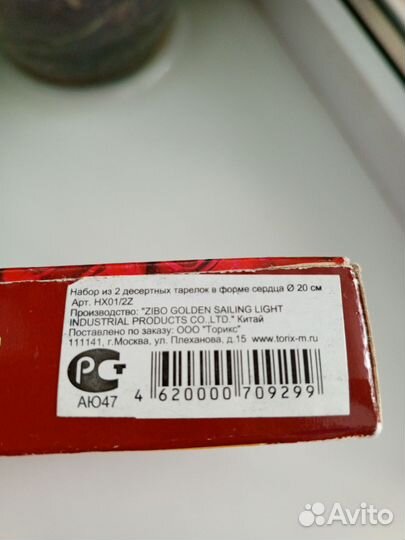 Набор из 2 десертных тарелок в форме сердца Ø 20 см
Арт. HX01/2Z
Производство: "ZIBO GOLDEN SAILING LIGHT
INDUSTRIAL PRODUCTS CO.,LTD." Китай
Поставлено по заказу: ООО "Торикс"
111141, г.Москва, ул. Плеханова, д.15 www.torix-m.ru
РСТ
АЮ47
4 620000 709299
Avito